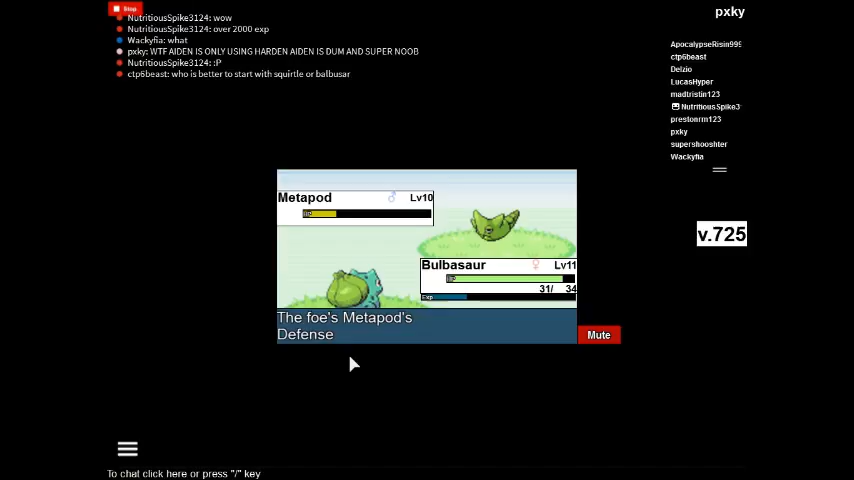 Stop
pxky
NutritiousSpike3124: wow
NutritiousSpike3124: over 2000 exp
Wackyfia: what
pxky: WTF AIDEN IS ONLY USING HARDEN AIDEN IS DUM AND SUPER NOOB
NutritiousSpike3124: :P
ctp6beast: who is better to start with squirtle or balbusar
ApocalypseRisin999
ctp6beast
Delzio
LucasHyper
madtristin123
NutritiousSpike3
prestonrm123
pxky
supershooshter
Wackyfia
Metapod ♂ Lv10
v.725
Bulbasaur ♀ Lv11
31/ 34
Exp
The foe's Metapod's
Defense
Mute
To chat click here or press "/" key